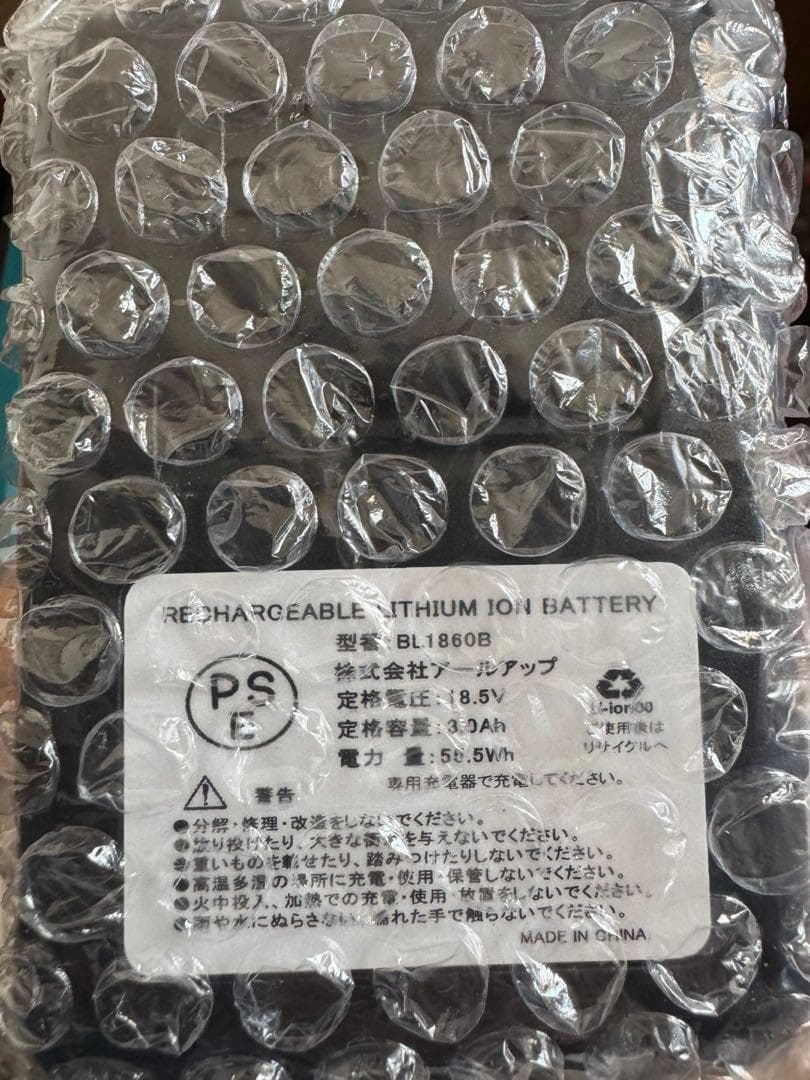 RECHARGEABLE LITHIUM ION BATTERY
型番:BL1860B
株式会社アールアップ
定格電圧:18.5V
定格容量:3.0Ah
電力量:55.5Wh
専用充電器で充電してください。
PS
E
Li-ion00
ご使用後は
リサイクルへ
警告
●分解・修理・改造をしないでください。
●放り投げたり、大きな衝撃を与えないでください。
●重いものを載せたり、踏みつけたりしないでください。
●高温多湿の場所に充電・使用・保管しないでください。
●火中投入、加熱での充電・使用・放置をしないでください。
●雨や水にぬらさない、濡れた手で触らないでください。
MADE IN CHINA